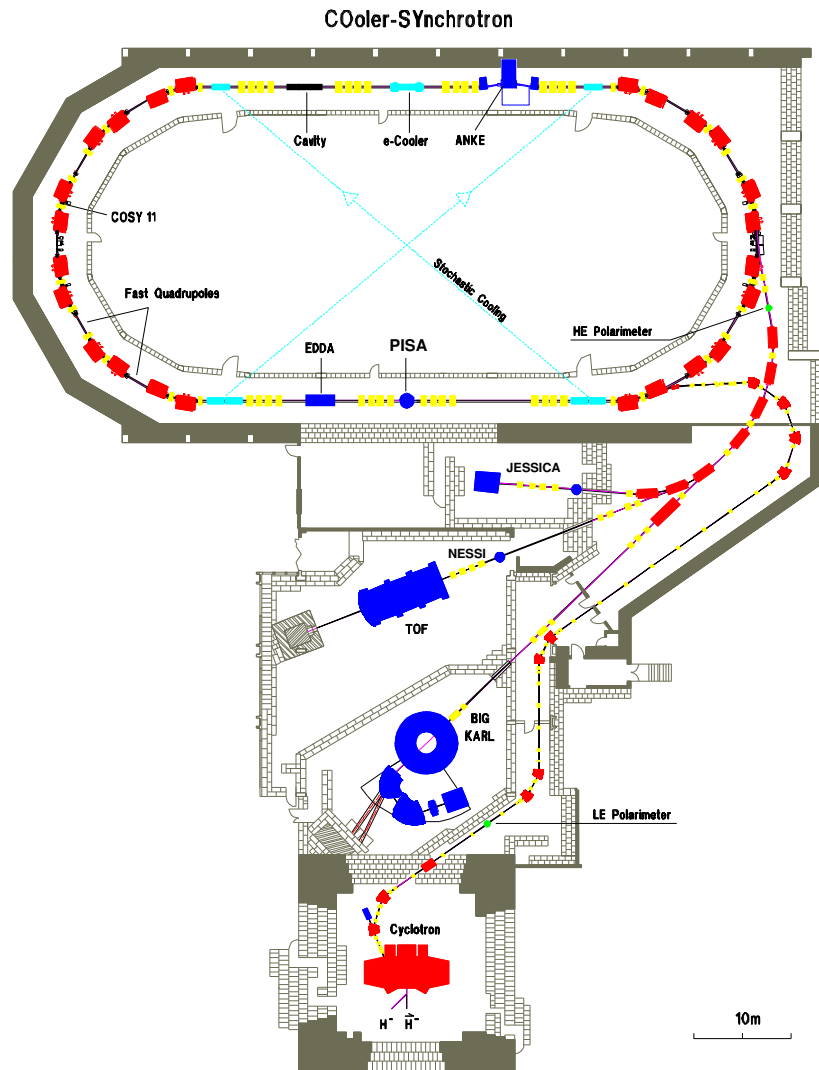 COoler-SYnchrotron
Cavity
e-Cooler
ANKE
COSY 11
Stochastic Cooling
Fast Quadrupoles
HE Polarimeter
EDDA
PISA
JESSICA
NESSI
TOF
BIG
KARL
LE Polarimeter
Cyclotron
H⁻ H⃗⁻
10m